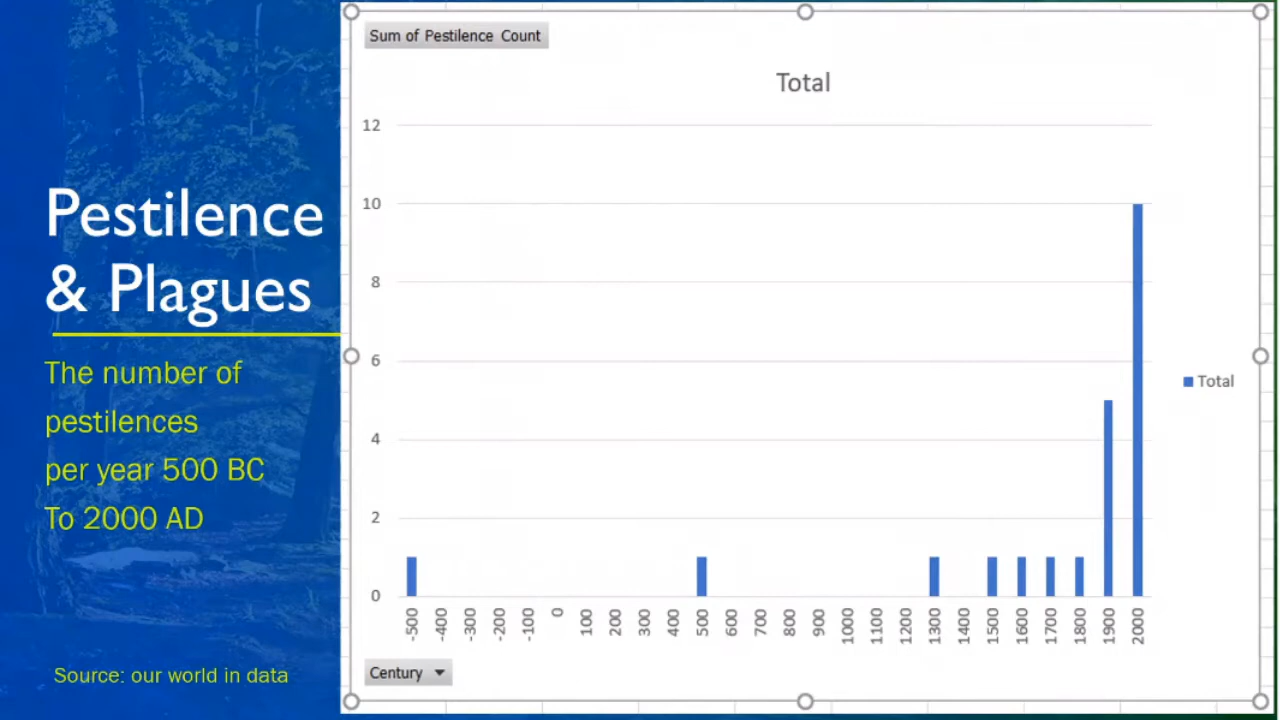 Pestilence
& Plagues
The number of
pestilences
per year 500 BC
To 2000 AD
Source: our world in data
Sum of Pestilence Count
Total
12
10
8
6
4
2
0
-500 -400 -300 -200 -100 0 100 200 300 400 500 600 700 800 900 1000 1100 1200 1300 1400 1500 1600 1700 1800 1900 2000
Total
Century